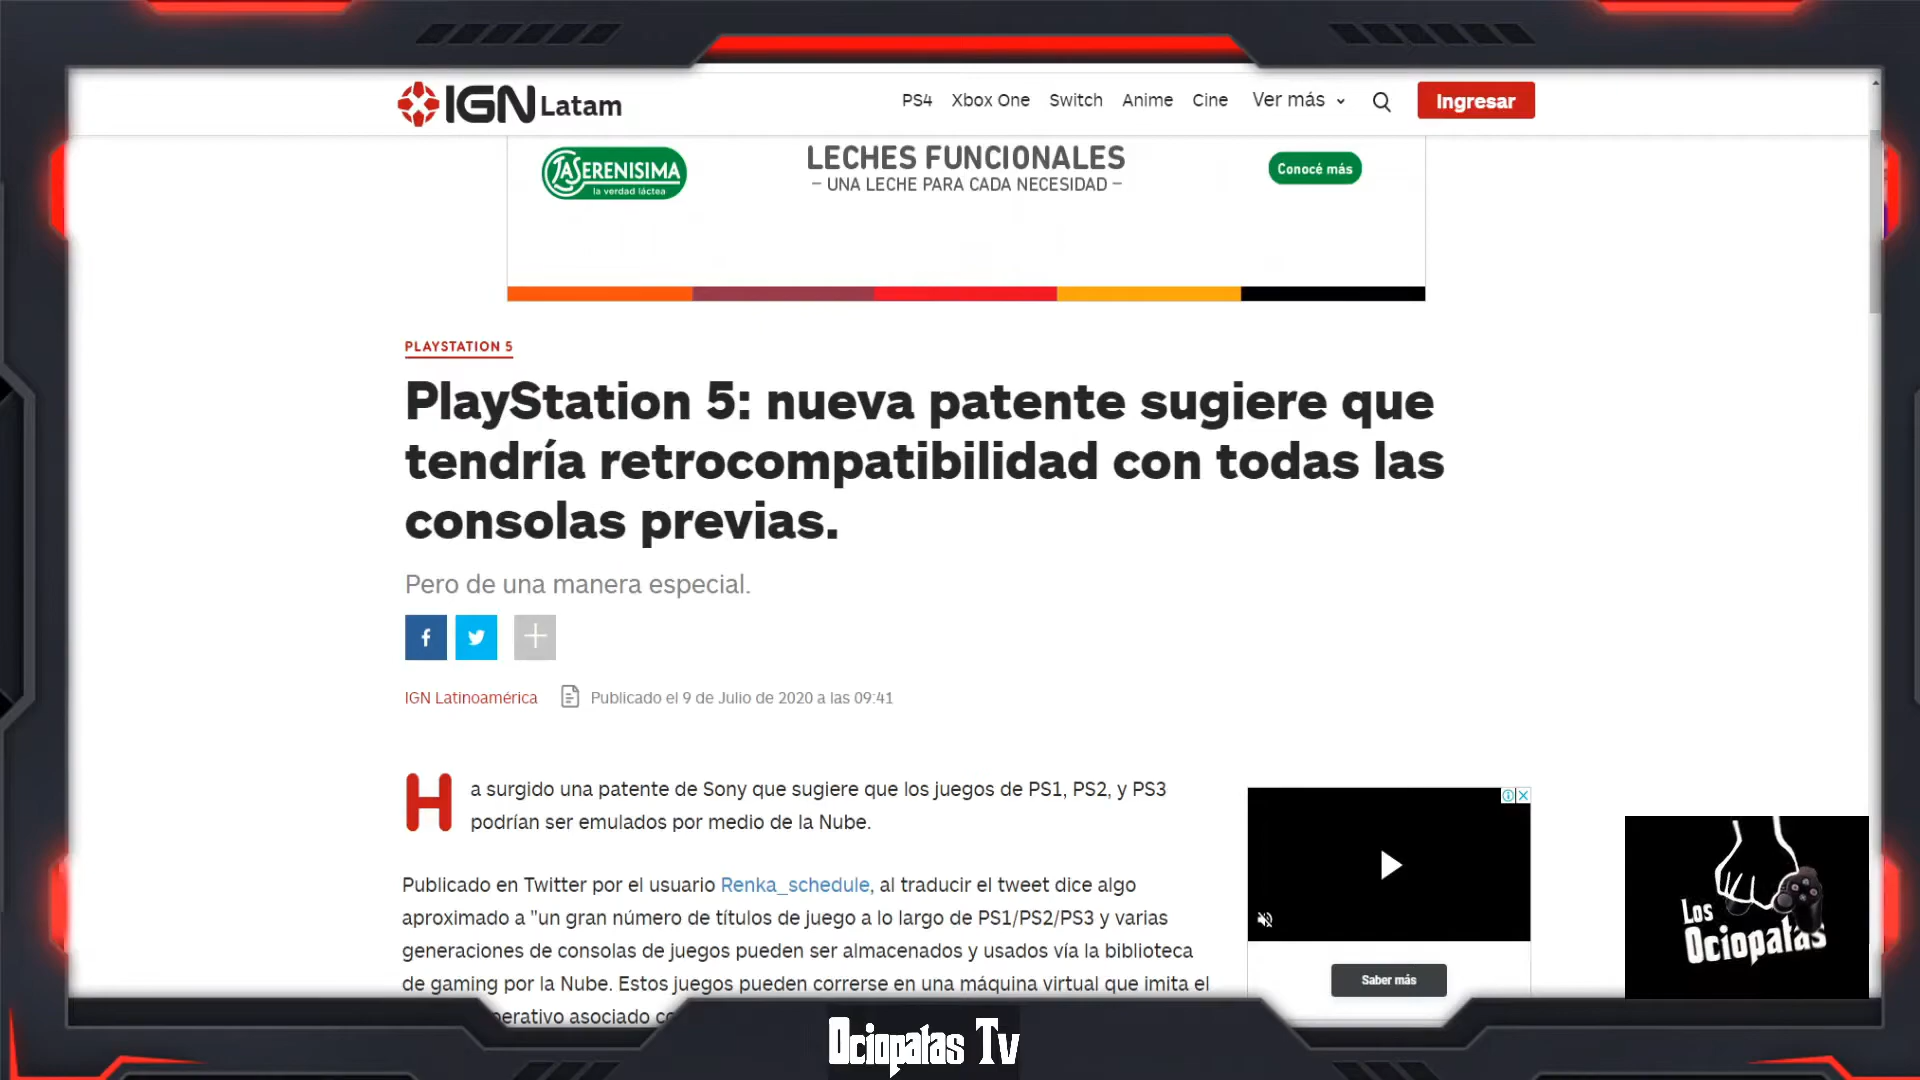 IGN Latam
PS4 Xbox One Switch Anime Cine Ver más Ingresar
LASERENISIMA
la verdad láctea
LECHES FUNCIONALES
– UNA LECHE PARA CADA NECESIDAD –
Conocé más
PLAYSTATION 5
PlayStation 5: nueva patente sugiere que
tendría retrocompatibilidad con todas las
consolas previas.
Pero de una manera especial.
IGN Latinoamérica Publicado el 9 de Julio de 2020 a las 09:41
Ha surgido una patente de Sony que sugiere que los juegos de PS1, PS2, y PS3
podrían ser emulados por medio de la Nube.
Publicado en Twitter por el usuario Renka_schedule, al traducir el tweet dice algo
aproximado a "un gran número de títulos de juego a lo largo de PS1/PS2/PS3 y varias
generaciones de consolas de juegos pueden ser almacenados y usados vía la biblioteca
de gaming por la Nube. Estos juegos pueden correrse en una máquina virtual que imita el
perativo asociado
Saber más
Los
Ociopatas
Ociopatas Tv